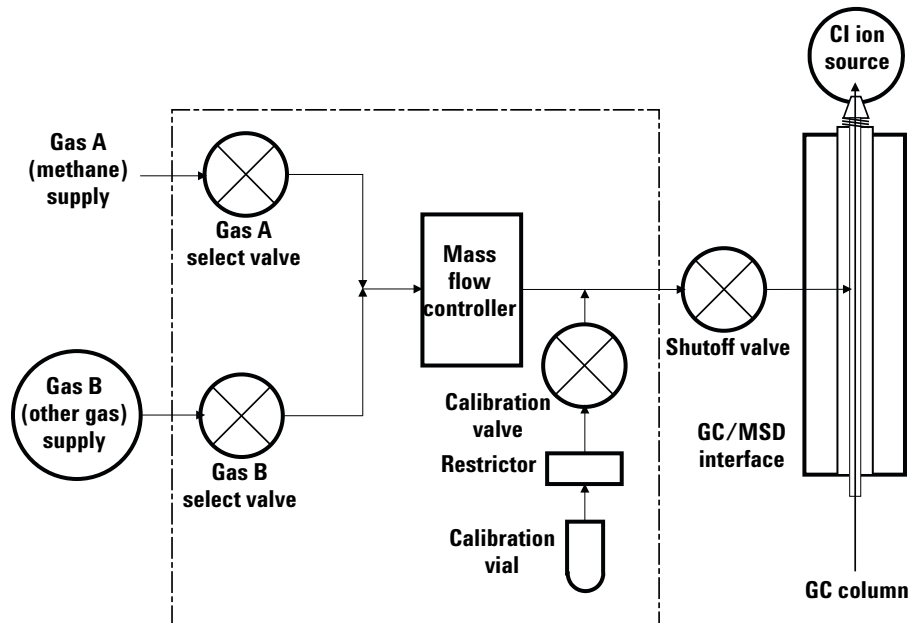 CI ion
source
Gas A
(methane)
supply
Gas A
select valve
Mass
flow
controller
Shutoff valve
Gas B
(other gas)
supply
Gas B
select valve
Calibration
valve
Restrictor
Calibration
vial
GC/MSD
interface
GC column